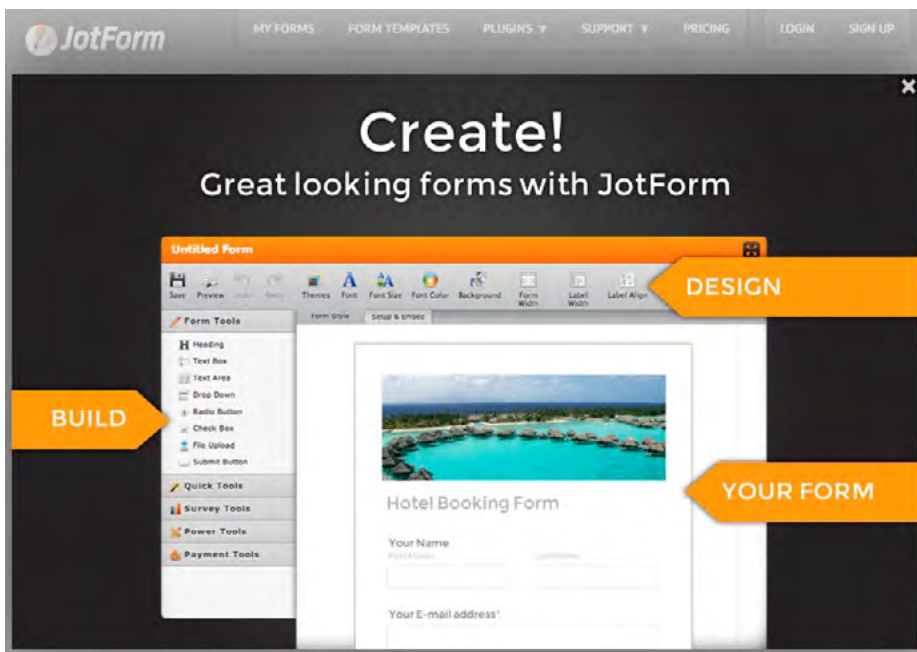 JotForm
MY FORMS FORM TEMPLATES PLUGINS ▼ SUPPORT ▼ PRICING LOGIN SIGN UP
Create!
Great looking forms with JotForm
Untitled Form
Save Preview Undo Redo Themes Font Font Size Font Color Background Form Width Label Width Label Align
DESIGN
Form Style Setup & Embed
Form Tools
Heading
Text Box
Text Area
Drop Down
Radio Button
Check Box
File Upload
Submit Button
BUILD
Quick Tools
Survey Tools
Power Tools
Payment Tools
Hotel Booking Form
YOUR FORM
Your Name
Your E-mail address*